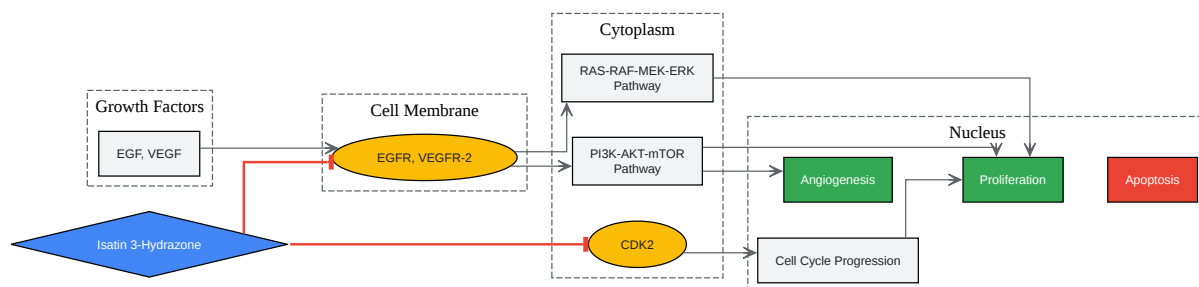 Cytoplasm
RAS-RAF-MEK-ERK
Pathway
Growth Factors
Cell Membrane
Nucleus
EGF, VEGF
EGFR, VEGFR-2
PI3K-AKT-mTOR
Pathway
Angiogenesis
Proliferation
Apoptosis
Isatin 3-Hydrazone
CDK2
Cell Cycle Progression